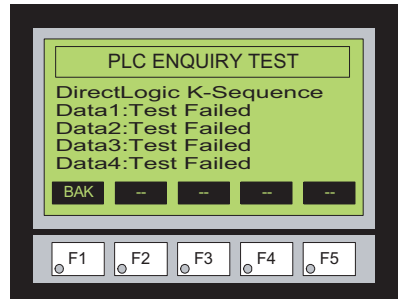 PLC ENQUIRY TEST
DirectLogic K-Sequence
Data1:Test Failed
Data2:Test Failed
Data3:Test Failed
Data4:Test Failed
BAK -- -- -- --
F1 F2 F3 F4 F5